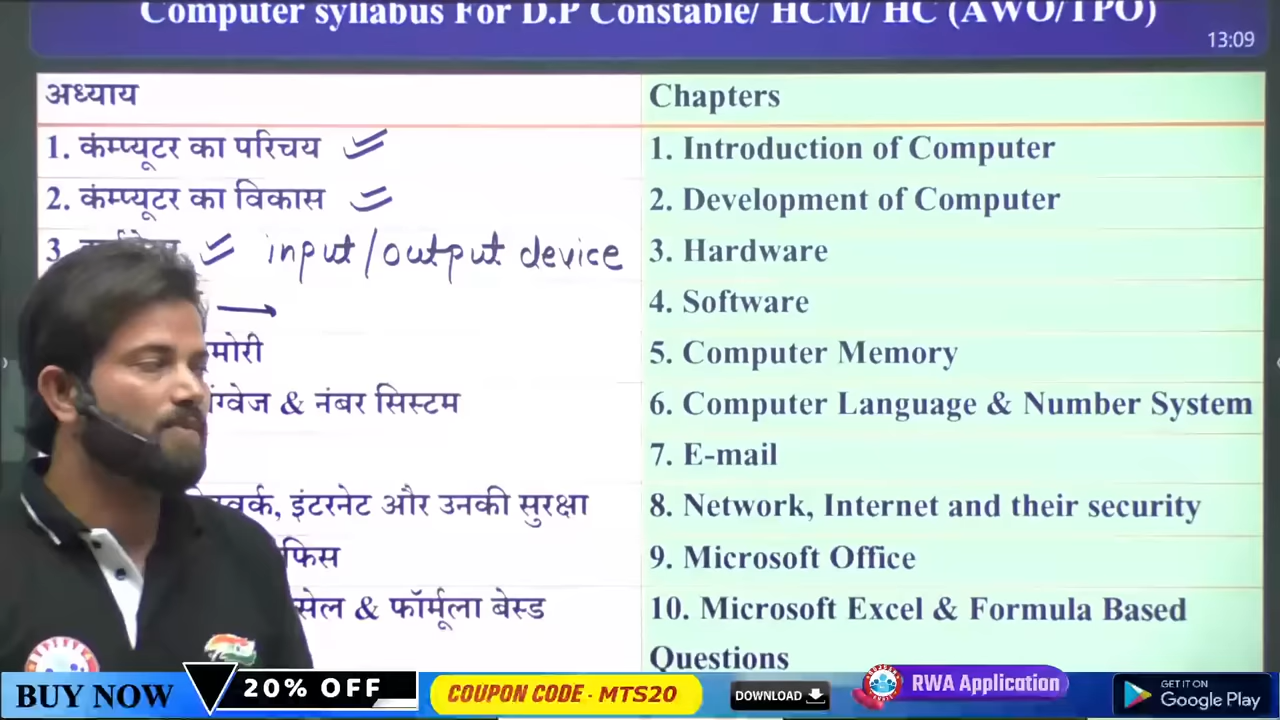 Computer syllabus For D.P Constable/ HCM/ HC (AWO/TPO)
13:09
अध्याय
Chapters
1. कंम्प्यूटर का परिचय
1. Introduction of Computer
2. कंम्प्यूटर का विकास
2. Development of Computer
3. input/output device
3. Hardware
4. Software
मोरी
5. Computer Memory
ंग्वेज & नंबर सिस्टम
6. Computer Language & Number System
7. E-mail
टवर्क, इंटरनेट और उनकी सुरक्षा
8. Network, Internet and their security
फिस
9. Microsoft Office
सेल & फॉर्मूला बेस्ड
10. Microsoft Excel & Formula Based
Questions
BUY NOW
20% OFF
COUPON CODE - MTS20
DOWNLOAD
RWA Application
GET IT ON
Google Play